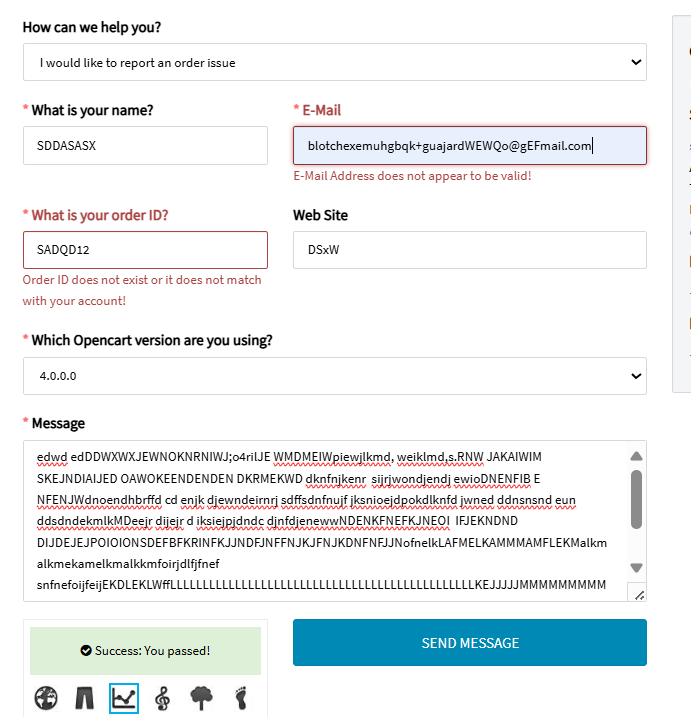 How can we help you?
I would like to report an order issue
* What is your name?
* E-Mail
SDDASASX
blotchexemuhgbqk+guajardWEWQo@gEFmail.com
E-Mail Address does not appear to be valid!
* What is your order ID?
Web Site
SADQD12
DSxW
Order ID does not exist or it does not match
with your account!
* Which Opencart version are you using?
4.0.0.0
* Message
edwd edDDWXWXJEWNOKNRNIWJ;o4rilJE WMDMEIWpiewjlkmd, weiklmd,s.RNW JAKAIWIM
SKEJNDIAIJED OAWOKEENDENDEN DKRMEKWD dknfnjkenr sijrjwondjendj ewioDNENFIB E
NFENJWdnoendhbrffd cd enjk djewndeirnrj sdffsdnfnujf jksnioejdpokdlknfd jwned ddnsnsnd eun
ddsdndekmlkMDeejr dijejr d iksiejpjdndc djnfdjenewwNDENKFNEFKJNEOI IFJEKNDND
DIJDEJEJPOIOIONSDEFBFKRINFKJJNDFJNFFNJKJFNJKDNFNFJJNofnelkLAFMELKAMMMAMFLEKMalkm
alkmekamelkmalkkmfoirjdlfjfnef
SEND MESSAGE
Success: You passed!